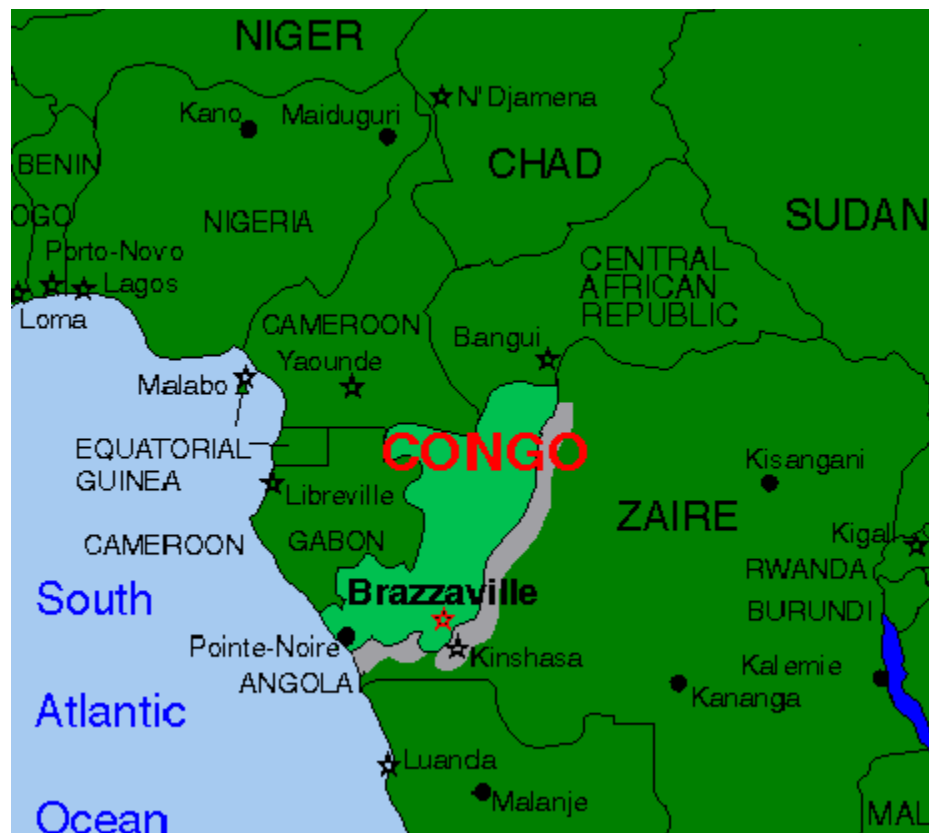 NIGER
N'Djamena
Kano
Maiduguri
CHAD
BENIN
SUDAN
OGO
NIGERIA
Porto-Novo
CENTRAL
AFRICAN
REPUBLIC
Lagos
Loma
CAMEROON
Bangui
Yaounde
Malabo
CONGO
EQUATORIAL
GUINEA
Kisangani
Libreville
ZAIRE
Kigall
CAMEROON
GABON
RWANDA
South
Brazzaville
BURUNDI
Pointe-Noire
Kinshasa
Kalemie
ANGOLA
Kananga
Atlantic
Luanda
Malanje
Ocean
MAL